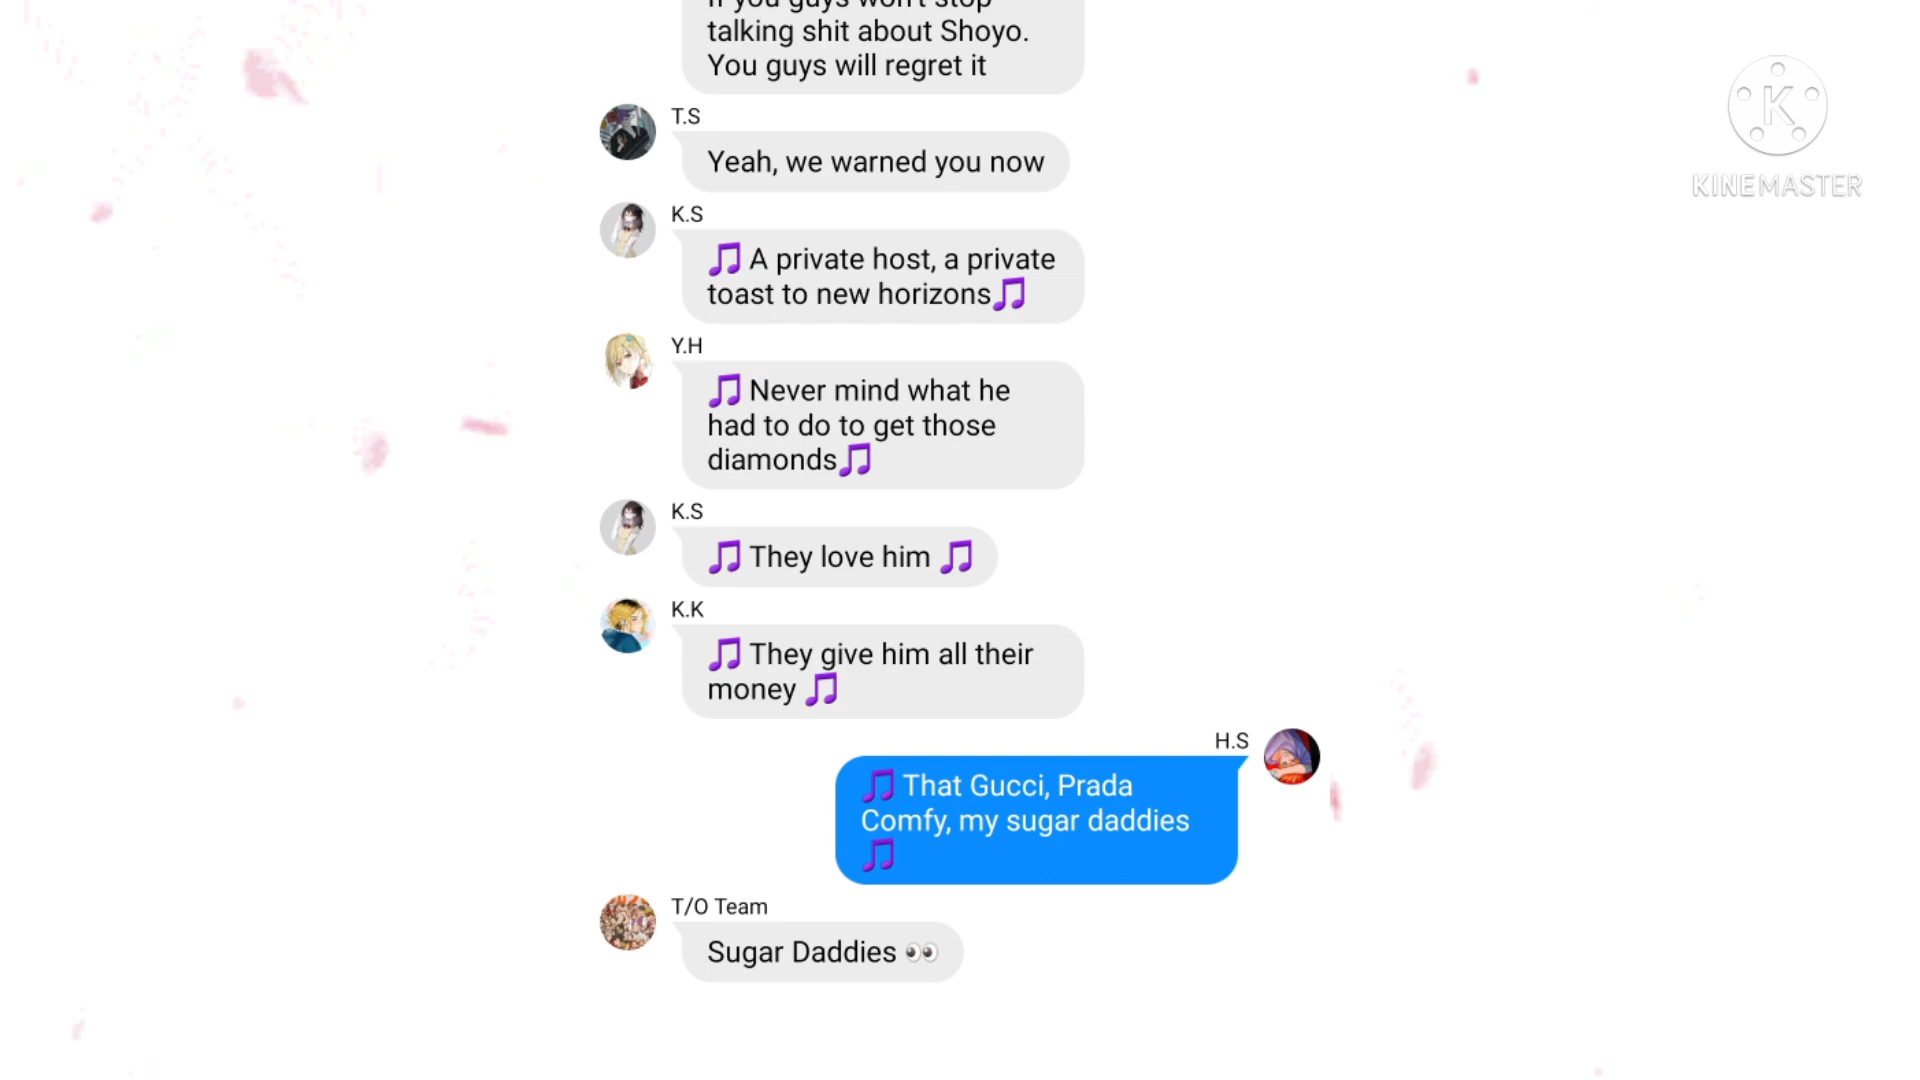 If you guys won't stop
talking shit about Shoyo.
You guys will regret it
T.S
Yeah, we warned you now
K.S
🎵 A private host, a private
toast to new horizons🎵
Y.H
🎵 Never mind what he
had to do to get those
diamonds🎵
K.S
🎵 They love him 🎵
K.K
🎵 They give him all their
money 🎵
H.S
🎵 That Gucci, Prada
Comfy, my sugar daddies
🎵
T/O Team
Sugar Daddies 👀
K
KINEMASTER